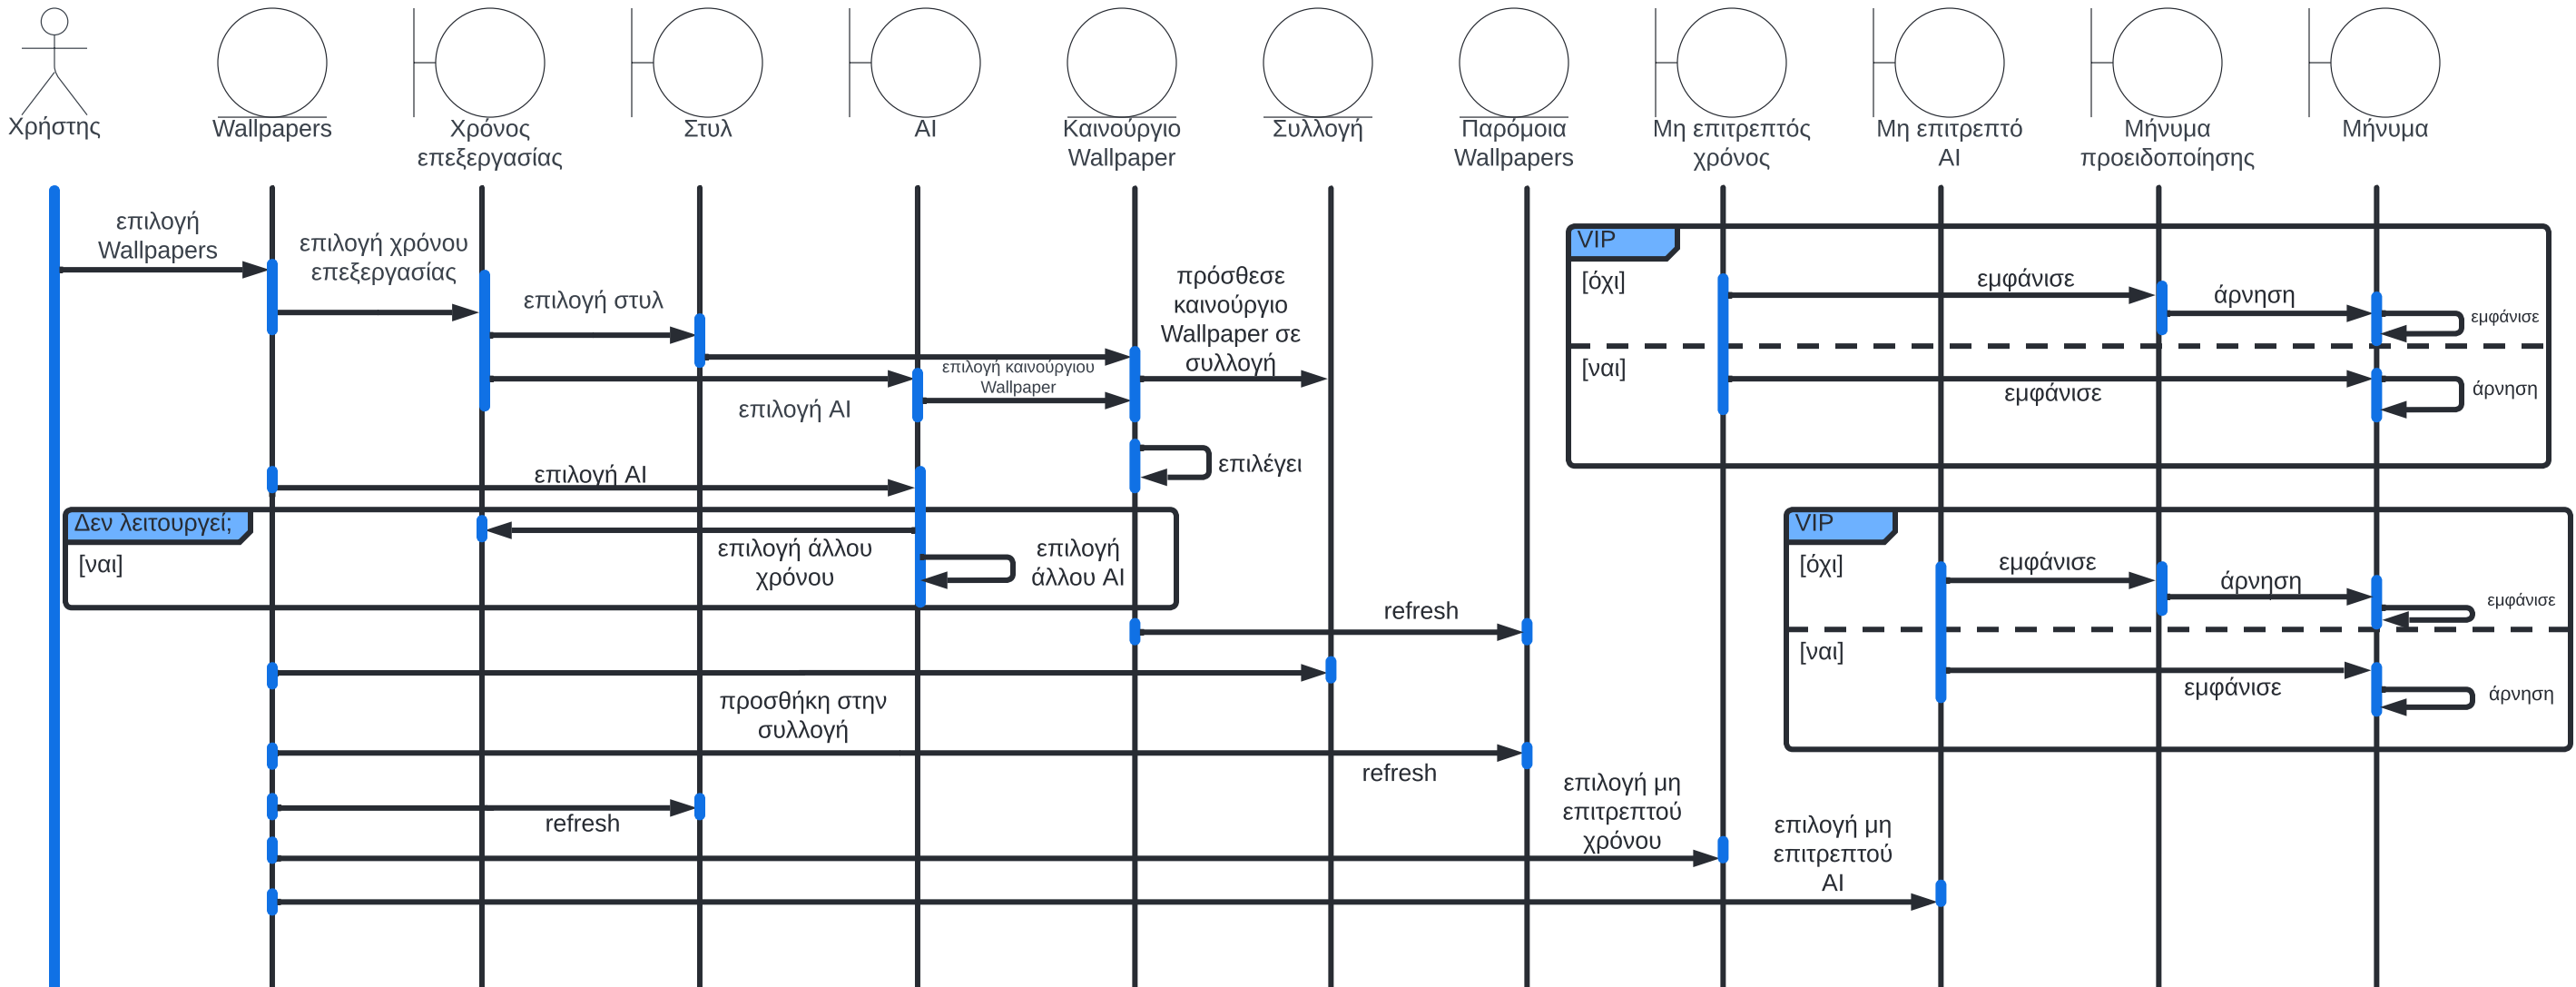 Χρήστης
Wallpapers
Χρόνος
επεξεργασίας
Στυλ
AI
Καινούργιο
Wallpaper
Συλλογή
Παρόμοια
Wallpapers
Μη επιτρεπτός
χρόνος
Μη επιτρεπτό
AI
Μήνυμα
προειδοποίησης
Μήνυμα
επιλογή
Wallpapers
επιλογή χρόνου
επεξεργασίας
επιλογή στυλ
πρόσθεσε
καινούργιο
Wallpaper σε
συλλογή
επιλογή καινούργιου
Wallpaper
επιλογή AI
επιλέγει
επιλογή AI
Δεν λειτουργεί;
[ναι]
επιλογή άλλου
χρόνου
επιλογή
άλλου AI
refresh
προσθήκη στην
συλλογή
refresh
refresh
επιλογή μη
επιτρεπτού
χρόνου
επιλογή μη
επιτρεπτού
AI
VIP
[όχι]
εμφάνισε
άρνηση
εμφάνισε
[ναι]
εμφάνισε
άρνηση
VIP
[όχι]
εμφάνισε
άρνηση
εμφάνισε
[ναι]
εμφάνισε
άρνηση